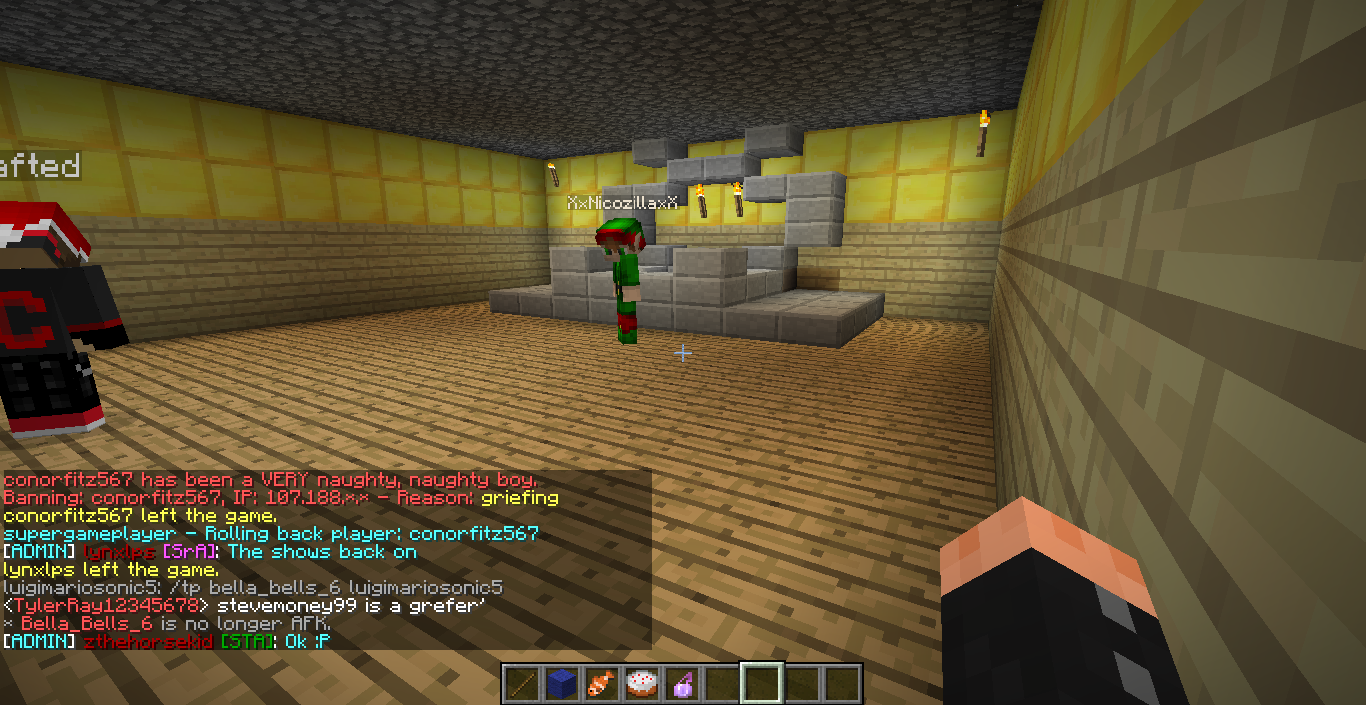 afted
XxNicozillaxX
C
conorfitz567 has been a VERY naughty, naughty boy.
Banning: conorfitz567, IP: 107.188.*.* - Reason: griefing
conorfitz567 left the game.
supergameplayer - Rolling back player: conorfitz567
[ADMIN] lynxlps [SrA]: The shows back on
lynxlps left the game.
luigimariosonic5: /tp bella_bells_6 luigimariosonic5
<TylerRay12345678> stevemoney99 is a grefer'
* Bella_Bells_6 is no longer AFK.
[ADMIN] zthehorsekid [STA]: Ok :P